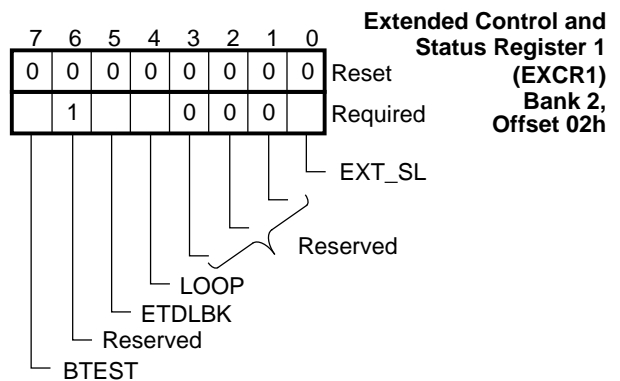 Extended Control and
Status Register 1
(EXCR1)
Bank 2,
Offset 02h
7 6 5 4 3 2 1 0
0 0 0 0 0 0 0 0 Reset
1 0 0 0 Required
EXT_SL
Reserved
LOOP
ETDLBK
Reserved
BTEST